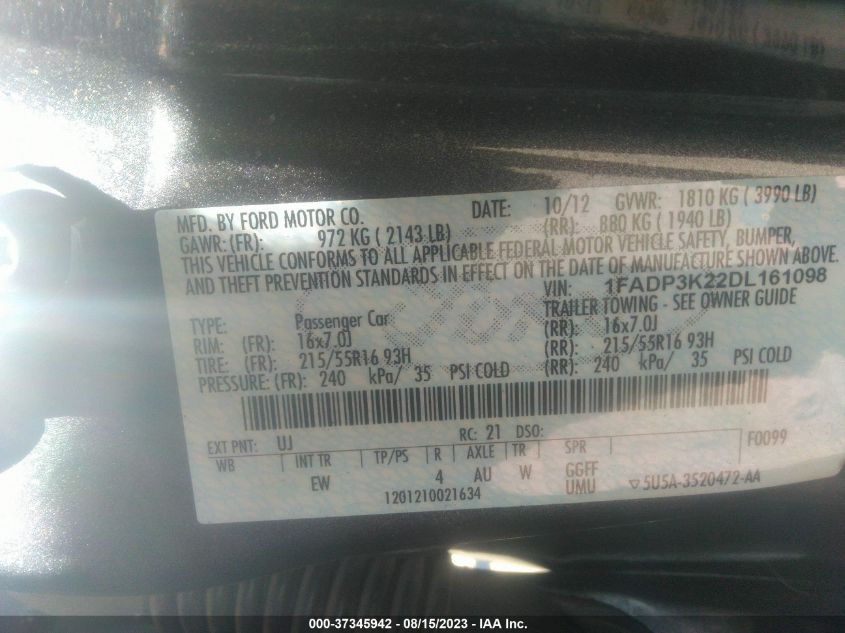 MFD. BY FORD MOTOR CO. DATE: 10/12 GVWR: 1810 KG ( 3990 LB)
GAWR: (FR): 972 KG ( 2143 LB) (RR): 880 KG ( 1940 LB)
THIS VEHICLE CONFORMS TO ALL APPLICABLE FEDERAL MOTOR VEHICLE SAFETY, BUMPER,
AND THEFT PREVENTION STANDARDS IN EFFECT ON THE DATE OF MANUFACTURE SHOWN ABOVE.
VIN: 1FADP3K22DL161098
TYPE: Passenger Car TRAILER TOWING - SEE OWNER GUIDE
RIM: (FR): 16x7.0J (RR): 16x7.0J
TIRE: (FR): 215/55R16 93H (RR): 215/55R16 93H
PRESSURE: (FR): 240 kPa/ 35 PSI COLD (RR): 240 kPa/ 35 PSI COLD
EXT PNT: UJ RC: 21 DSO: F0099
WB INT TR TP/PS R AXLE TR SPR
EW 4 AU W GGFF
UMU
1201210021634 ▽ 5U5A-3520472-AA
000-37345942 - 08/15/2023 - IAA Inc.